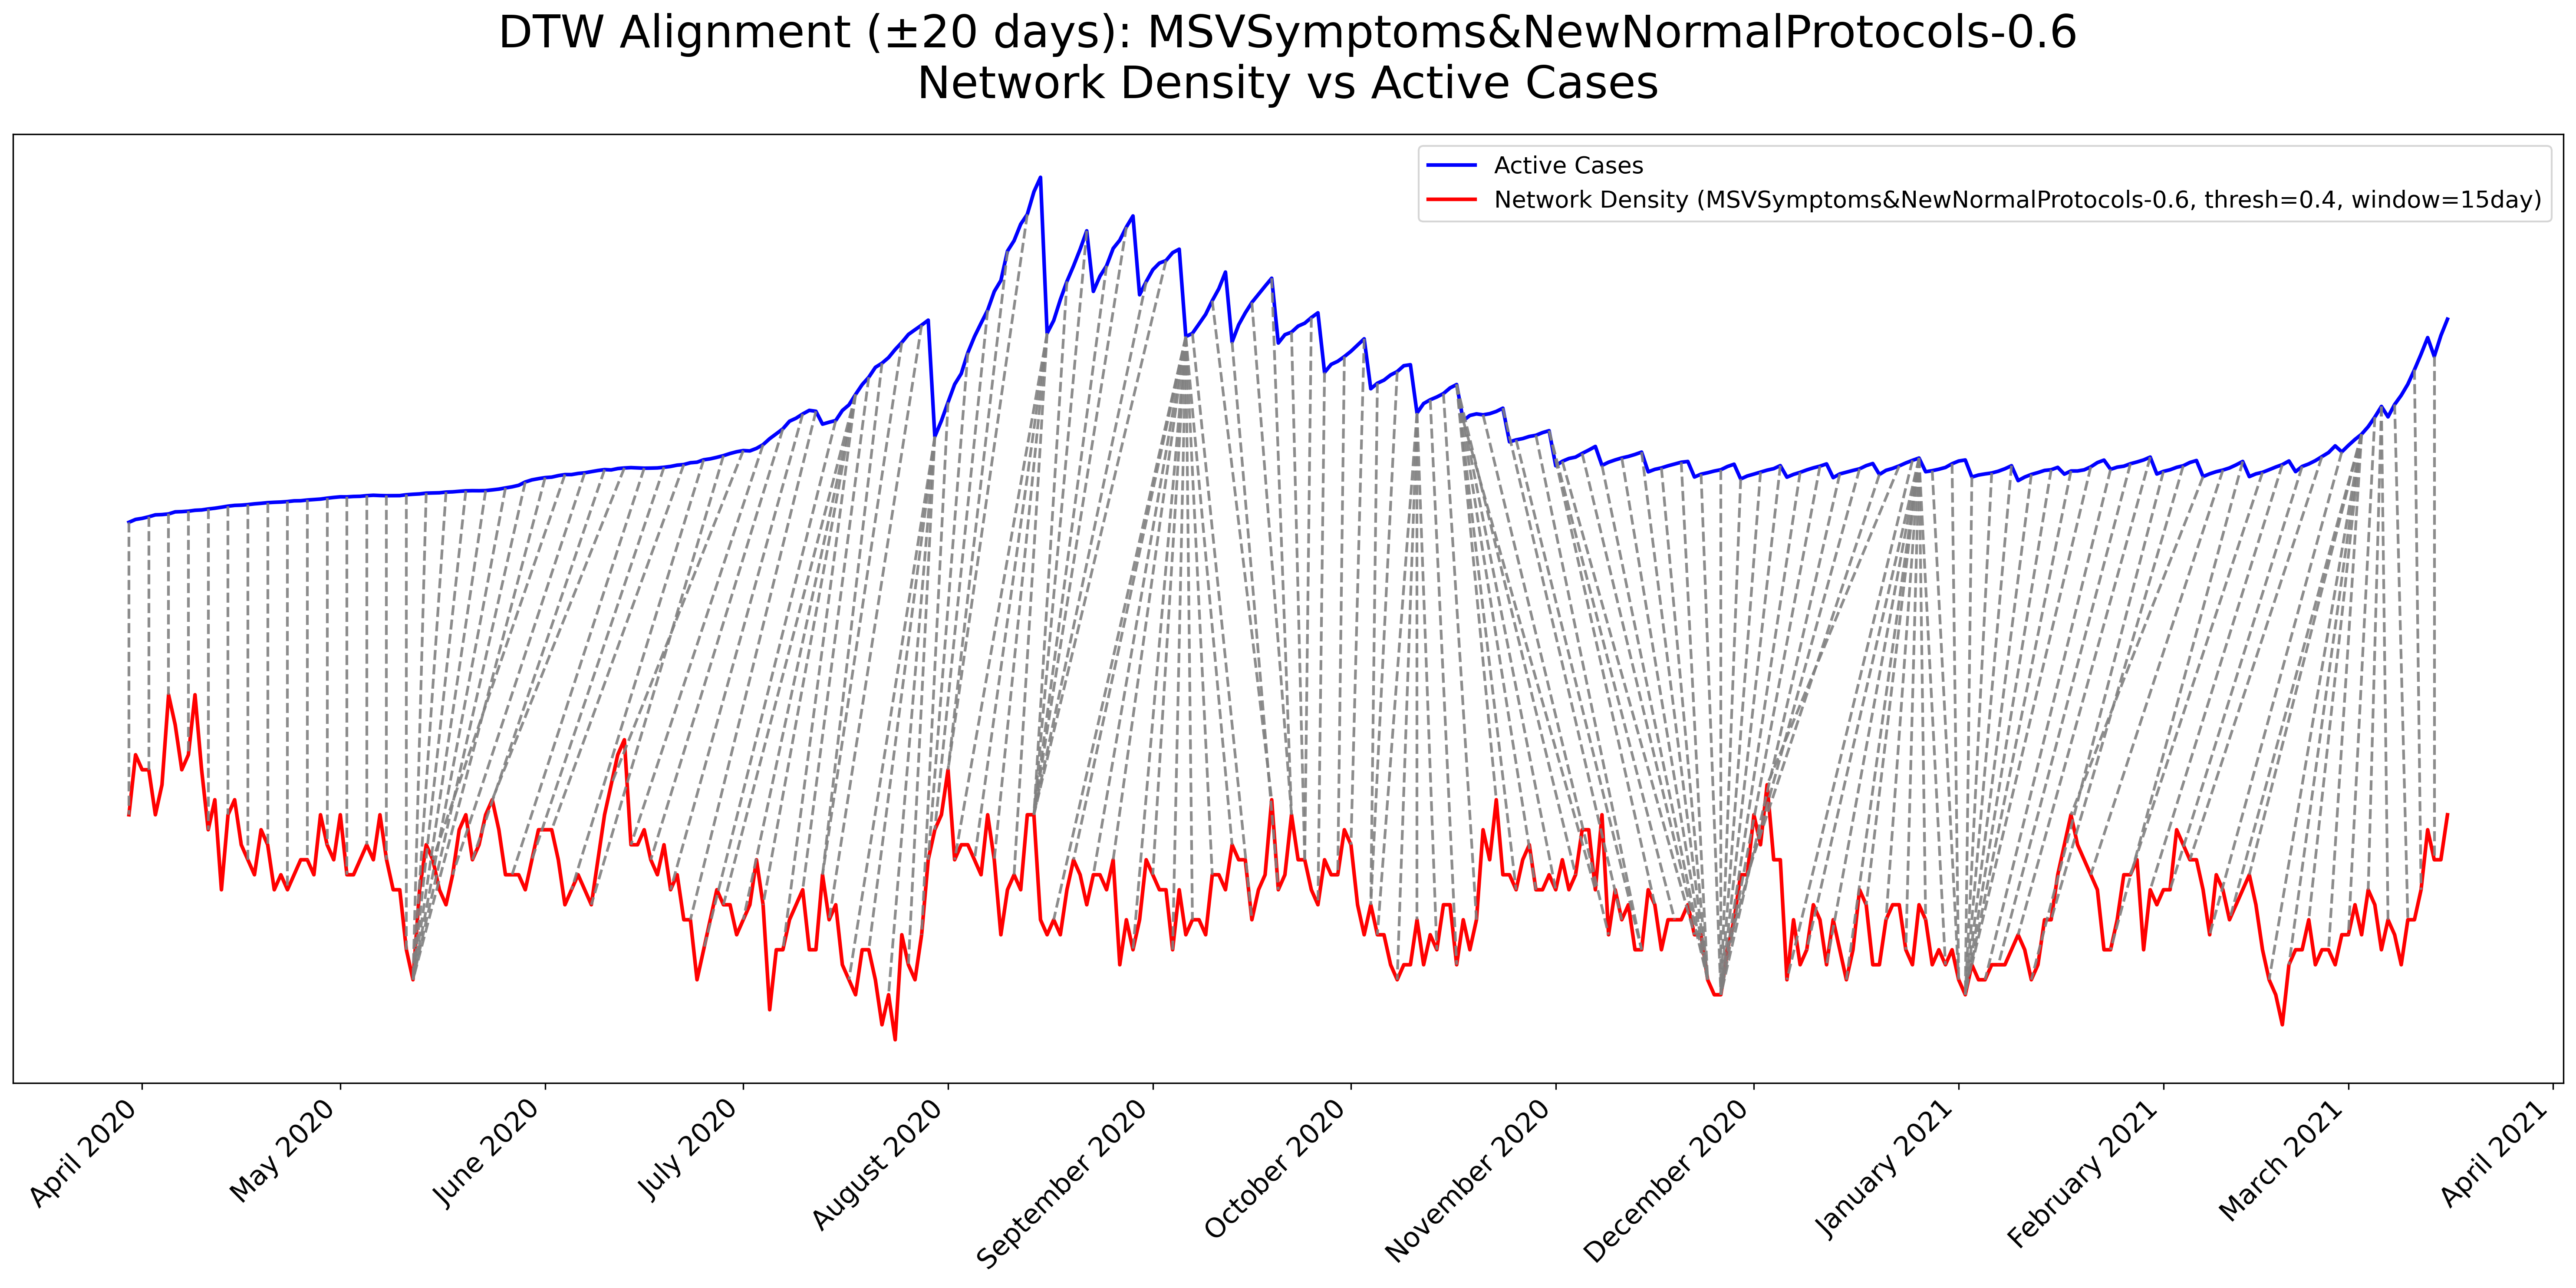 DTW Alignment (±20 days): MSVSymptoms&NewNormalProtocols-0.6
Network Density vs Active Cases
Active Cases
Network Density (MSVSymptoms&NewNormalProtocols-0.6, thresh=0.4, window=15day)
April 2020
May 2020
June 2020
July 2020
August 2020
September 2020
October 2020
November 2020
December 2020
January 2021
February 2021
March 2021
April 2021